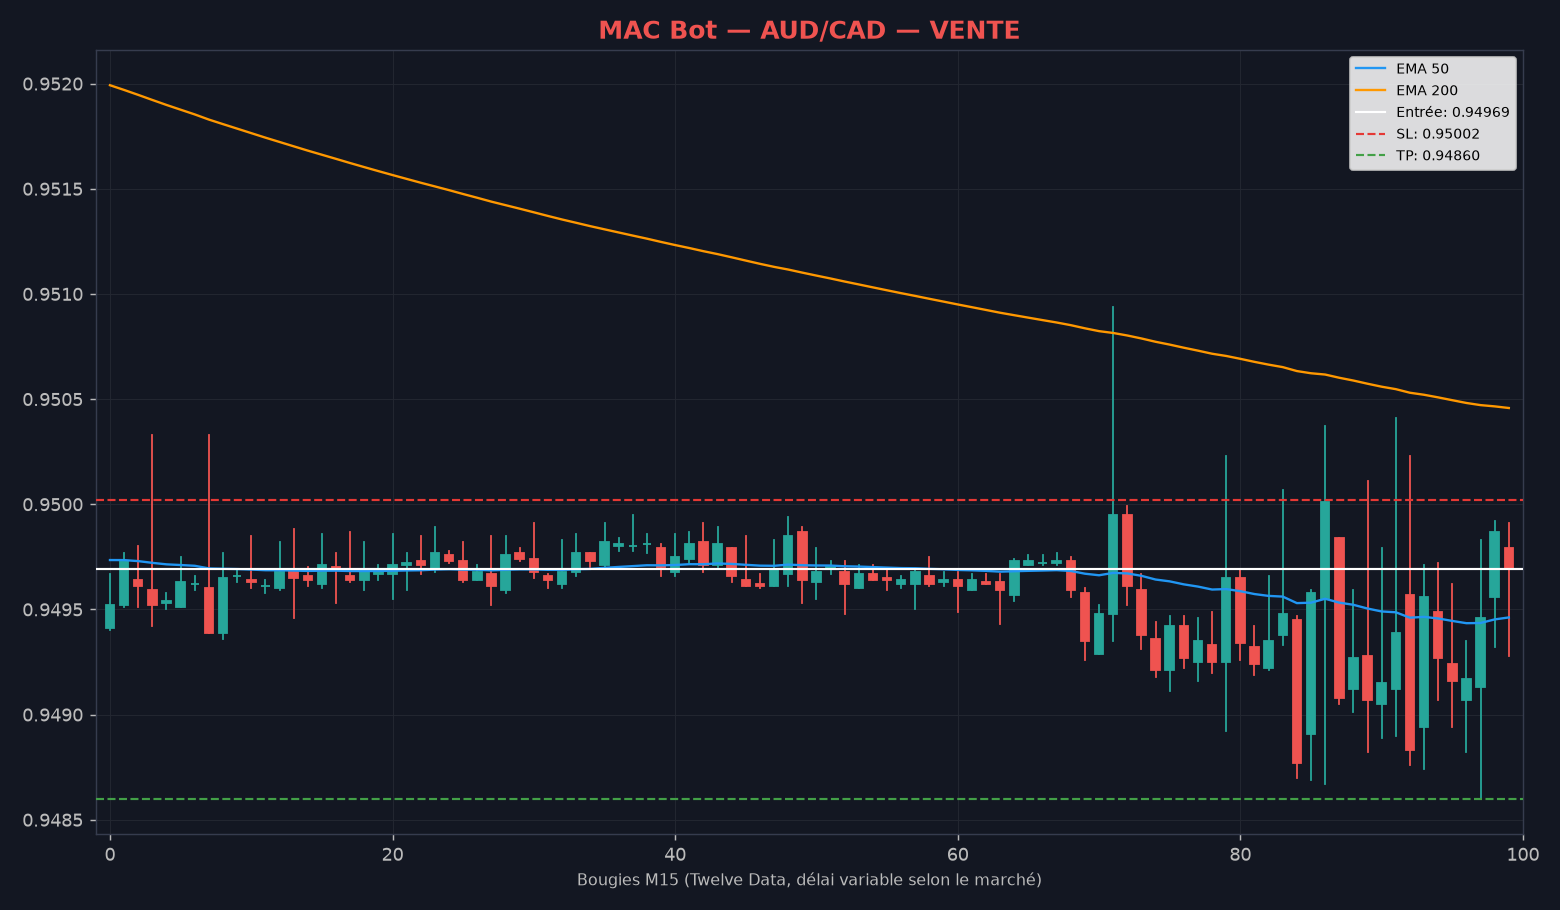 MAC Bot — AUD/CAD — VENTE
EMA 50
EMA 200
Entrée: 0.94969
SL: 0.95002
TP: 0.94860
0.9520
0.9515
0.9510
0.9505
0.9500
0.9495
0.9490
0.9485
0 20 40 60 80 100
Bougies M15 (Twelve Data, délai variable selon le marché)